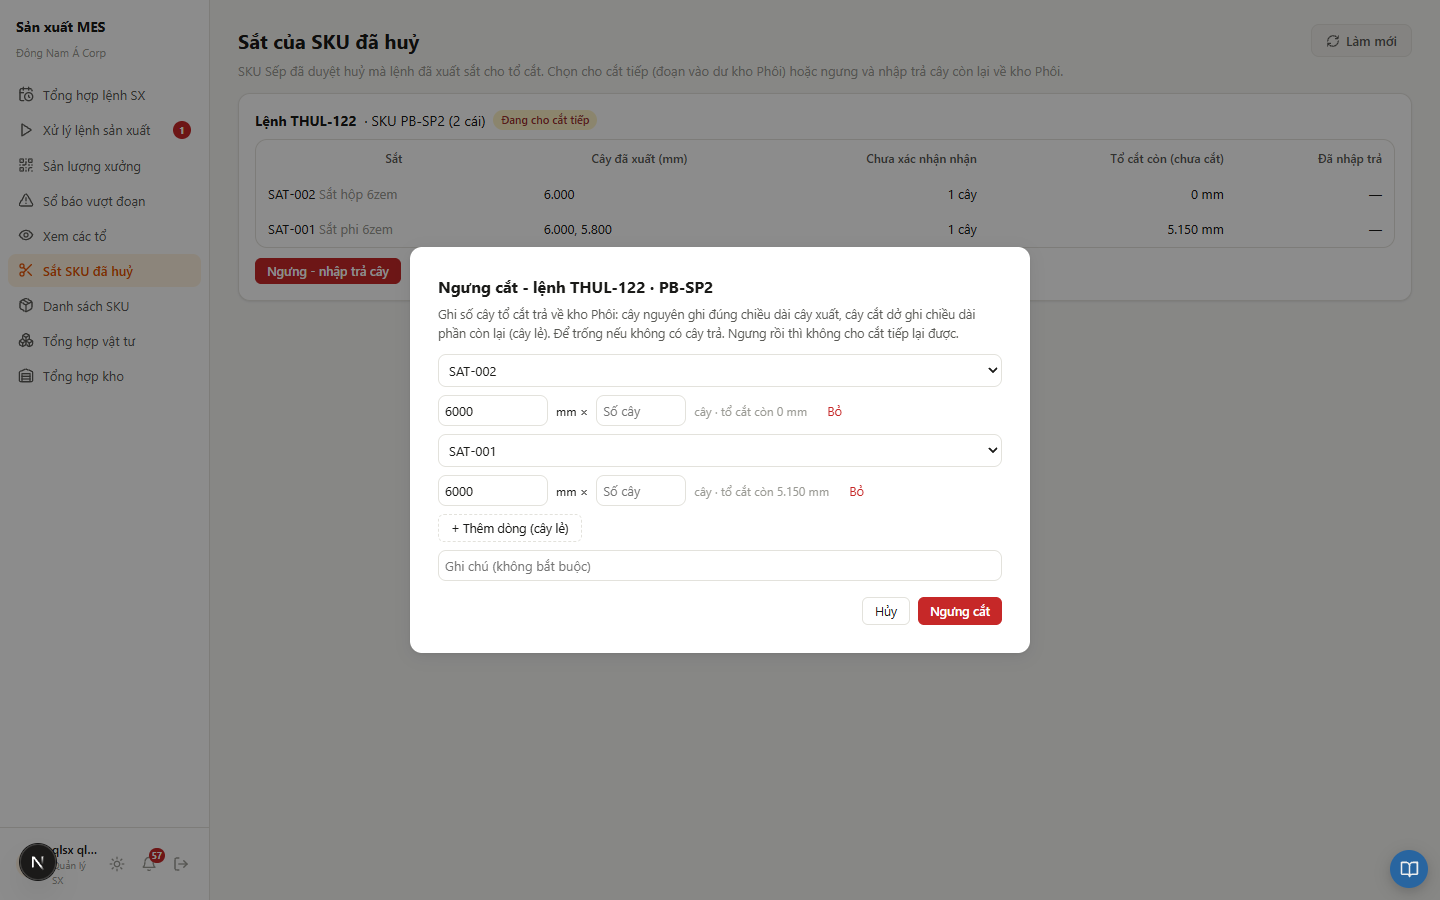 Sản xuất MES
Đông Nam Á Corp
Tổng hợp lệnh SX
Xử lý lệnh sản xuất 1
Sản lượng xưởng
Sổ báo vượt đoạn
Xem các tổ
Sắt SKU đã huỷ
Danh sách SKU
Tổng hợp vật tư
Tổng hợp kho
Sắt của SKU đã huỷ
Làm mới
SKU Sếp đã duyệt huỷ mà lệnh đã xuất sắt cho tổ cắt. Chọn cho cắt tiếp (đoạn vào dư kho Phôi) hoặc ngưng và nhập trả cây còn lại về kho Phôi.
Lệnh THUL-122 · SKU PB-SP2 (2 cái) Đang cho cắt tiếp
Sắt Cây đã xuất (mm) Chưa xác nhận nhận Tổ cắt còn (chưa cắt) Đã nhập trả
SAT-002 Sắt hộp 6zem 6.000 1 cây 0 mm —
SAT-001 Sắt phi 6zem 6.000, 5.800 1 cây 5.150 mm —
Ngưng - nhập trả cây
Ngưng cắt - lệnh THUL-122 · PB-SP2
Ghi số cây tổ cắt trả về kho Phôi: cây nguyên ghi đúng chiều dài cây xuất, cây cắt dở ghi chiều dài
phần còn lại (cây lẻ). Để trống nếu không có cây trả. Ngưng rồi thì không cho cắt tiếp lại được.
SAT-002
6000 mm × Số cây cây · tổ cắt còn 0 mm Bỏ
SAT-001
6000 mm × Số cây cây · tổ cắt còn 5.150 mm Bỏ
+ Thêm dòng (cây lẻ)
Ghi chú (không bắt buộc)
Hủy Ngưng cắt
N
qlsx ql...
Quản lý
SX
57